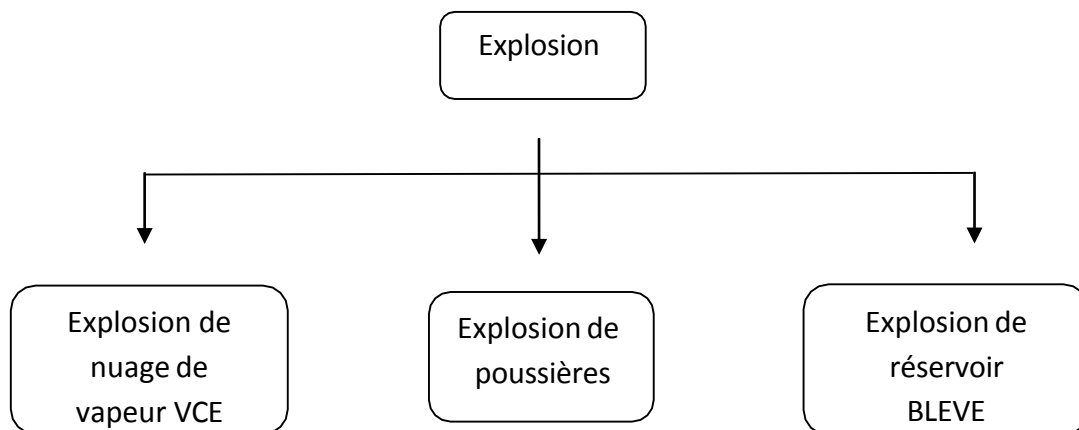 Explosion
Explosion de
nuage de
vapeur VCE
Explosion de
poussières
Explosion de
réservoir
BLEVE